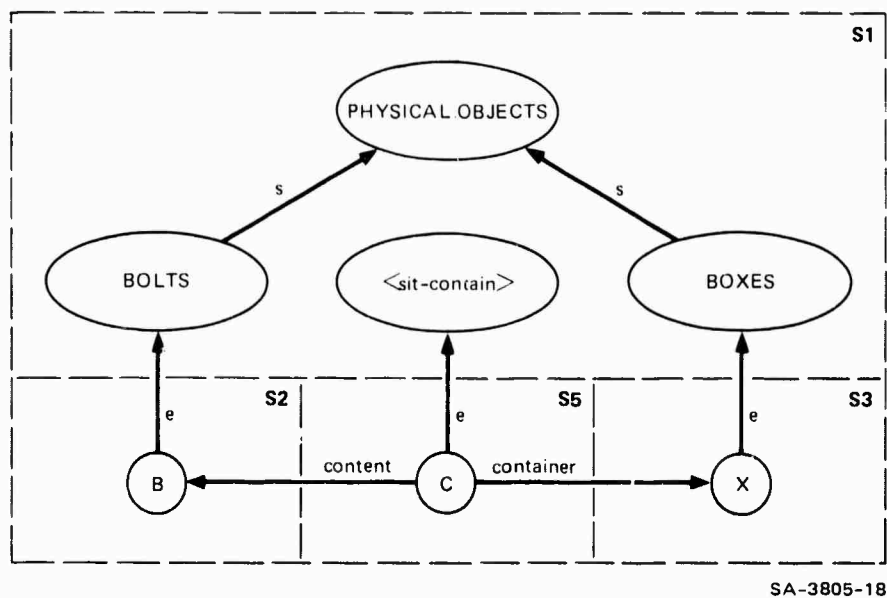 S1
PHYSICAL OBJECTS
s
s
BOLTS
<sit-contain>
BOXES
S2
S5
S3
e
e
e
content
container
B
C
X
SA-3805-18